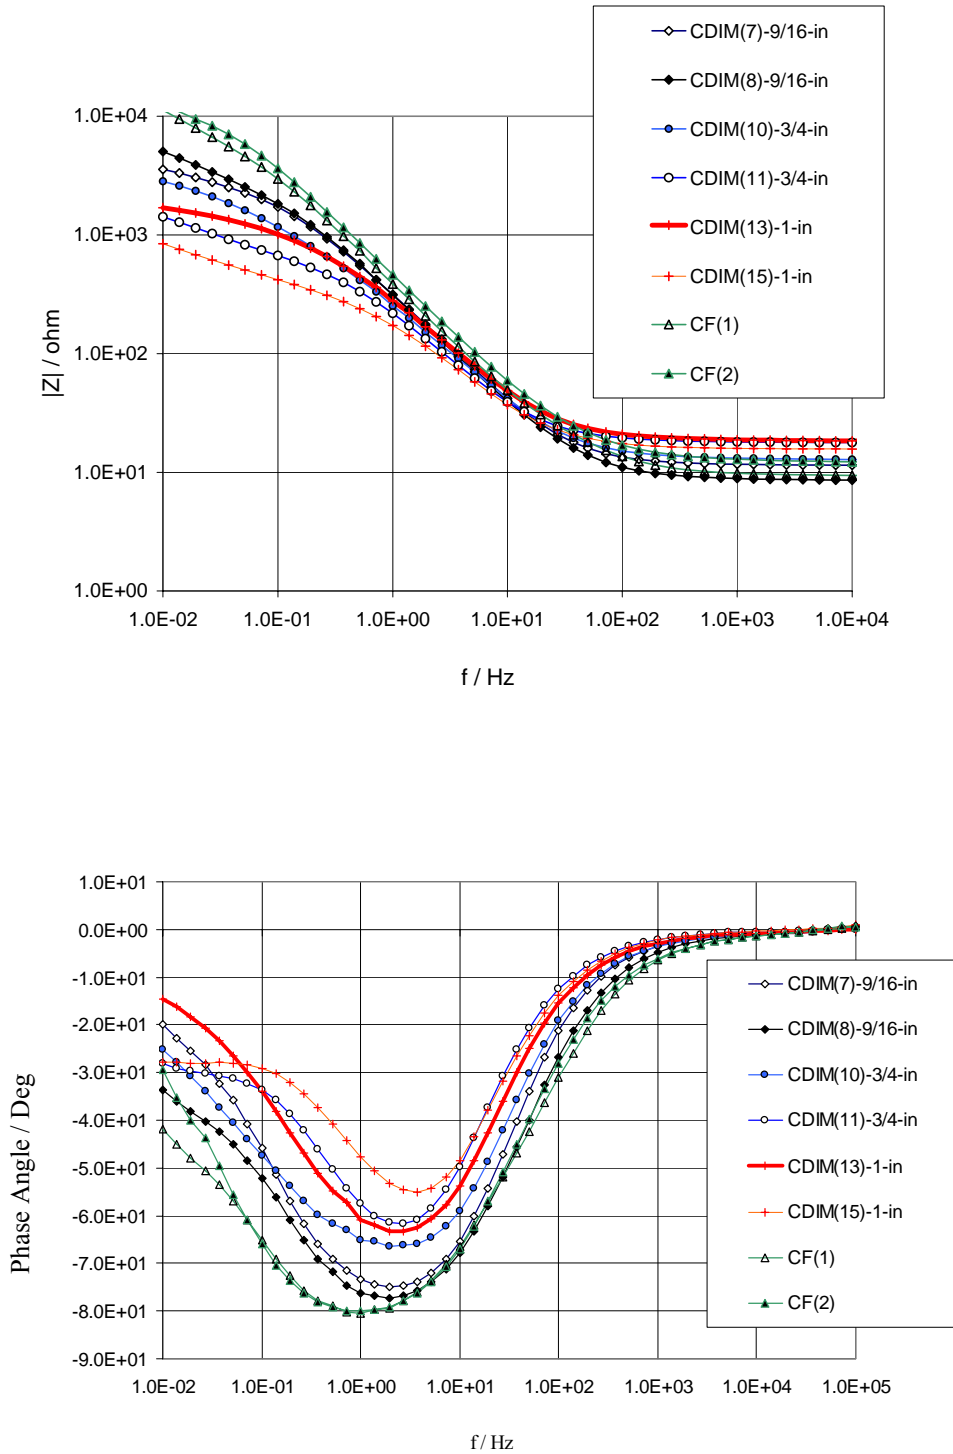 CDIM(7)-9/16-in
CDIM(8)-9/16-in
CDIM(10)-3/4-in
CDIM(11)-3/4-in
CDIM(13)-1-in
CDIM(15)-1-in
CF(1)
CF(2)
1.0E+04
1.0E+03
1.0E+02
1.0E+01
1.0E+00
|Z| / ohm
1.0E-02 1.0E-01 1.0E+00 1.0E+01 1.0E+02 1.0E+03 1.0E+04
f / Hz
1.0E+01
0.0E+00
-1.0E+01
-2.0E+01
-3.0E+01
-4.0E+01
-5.0E+01
-6.0E+01
-7.0E+01
-8.0E+01
-9.0E+01
Phase Angle / Deg
CDIM(7)-9/16-in
CDIM(8)-9/16-in
CDIM(10)-3/4-in
CDIM(11)-3/4-in
CDIM(13)-1-in
CDIM(15)-1-in
CF(1)
CF(2)
1.0E-02 1.0E-01 1.0E+00 1.0E+01 1.0E+02 1.0E+03 1.0E+04 1.0E+05
f / Hz